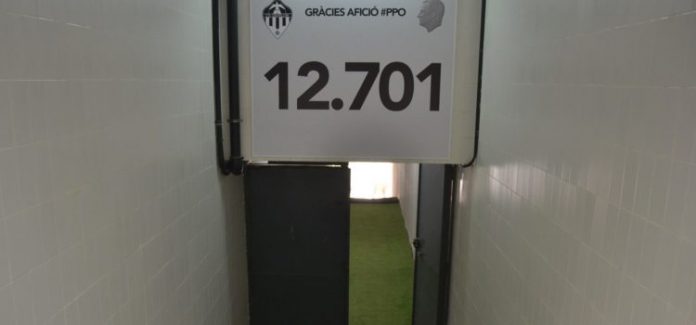 GRÀCIES AFICIÓ #PPO
12.701